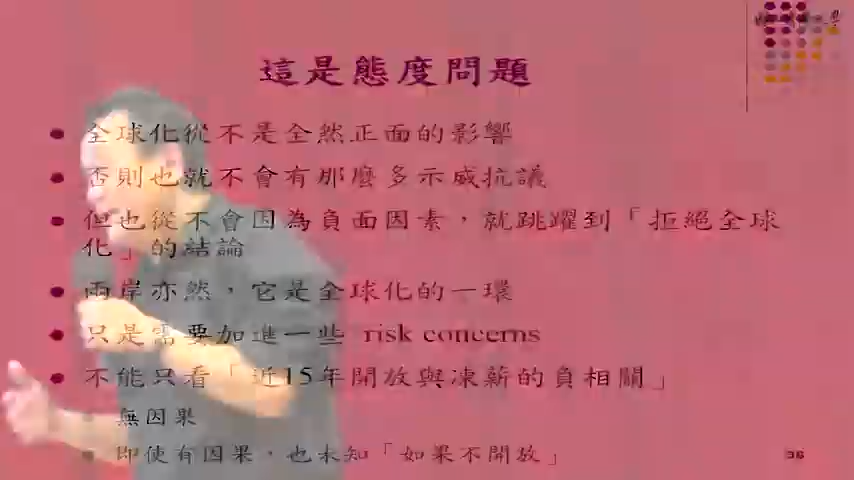 這是態度問題
全球化從不是全然正面的影響
否則也就不會有那麼多示威抗議
但也從不會因為負面因素，就跳躍到「拒絕全球
化」的結論
兩岸亦然，它是全球化的一環
只是需要加進一些 risk concerns
不能只看「近15年開放與凍薪的負相關」
無因果
即使有因果，也未知「如果不開放」
36